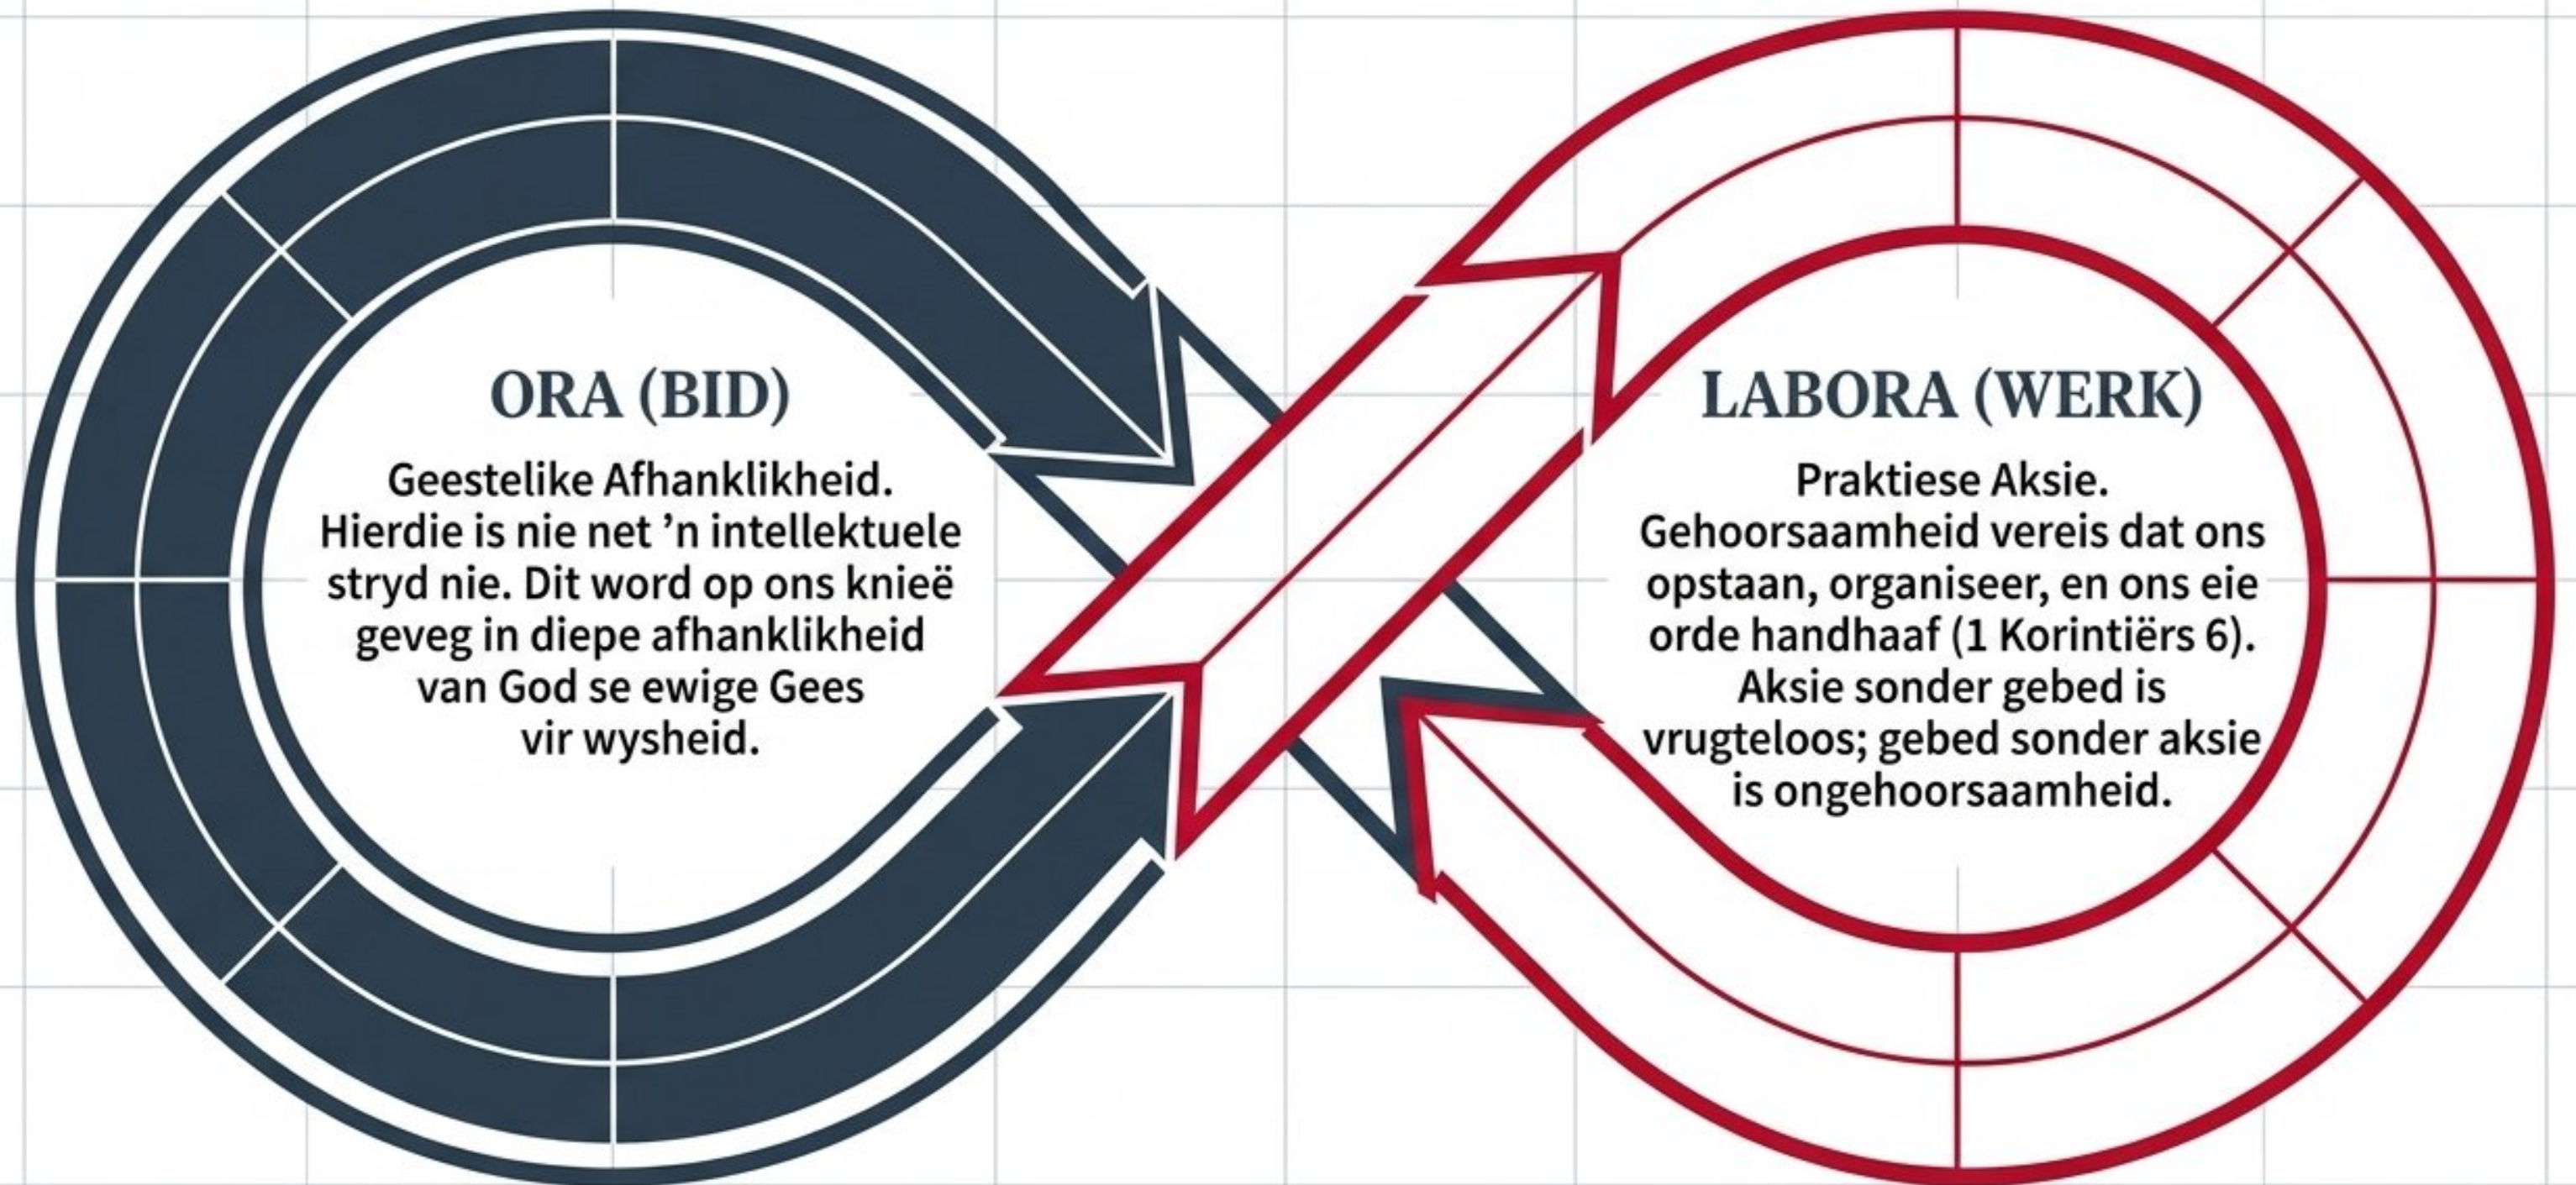 ORA (BID)
Geestelike Afhanklikheid.
Hierdie is nie net ’n intellektuele
stryd nie. Dit word op ons knieë
geveg in diepe afhanklikheid
van God se ewige Gees
vir wysheid.
LABORA (WERK)
Praktiese Aksie.
Gehoorsaamheid vereis dat ons
opstaan, organiseer, en ons eie
orde handhaaf (1 Korintiërs 6).
Aksie sonder gebed is
vrugteloos; gebed sonder aksie
is ongehoorsaamheid.